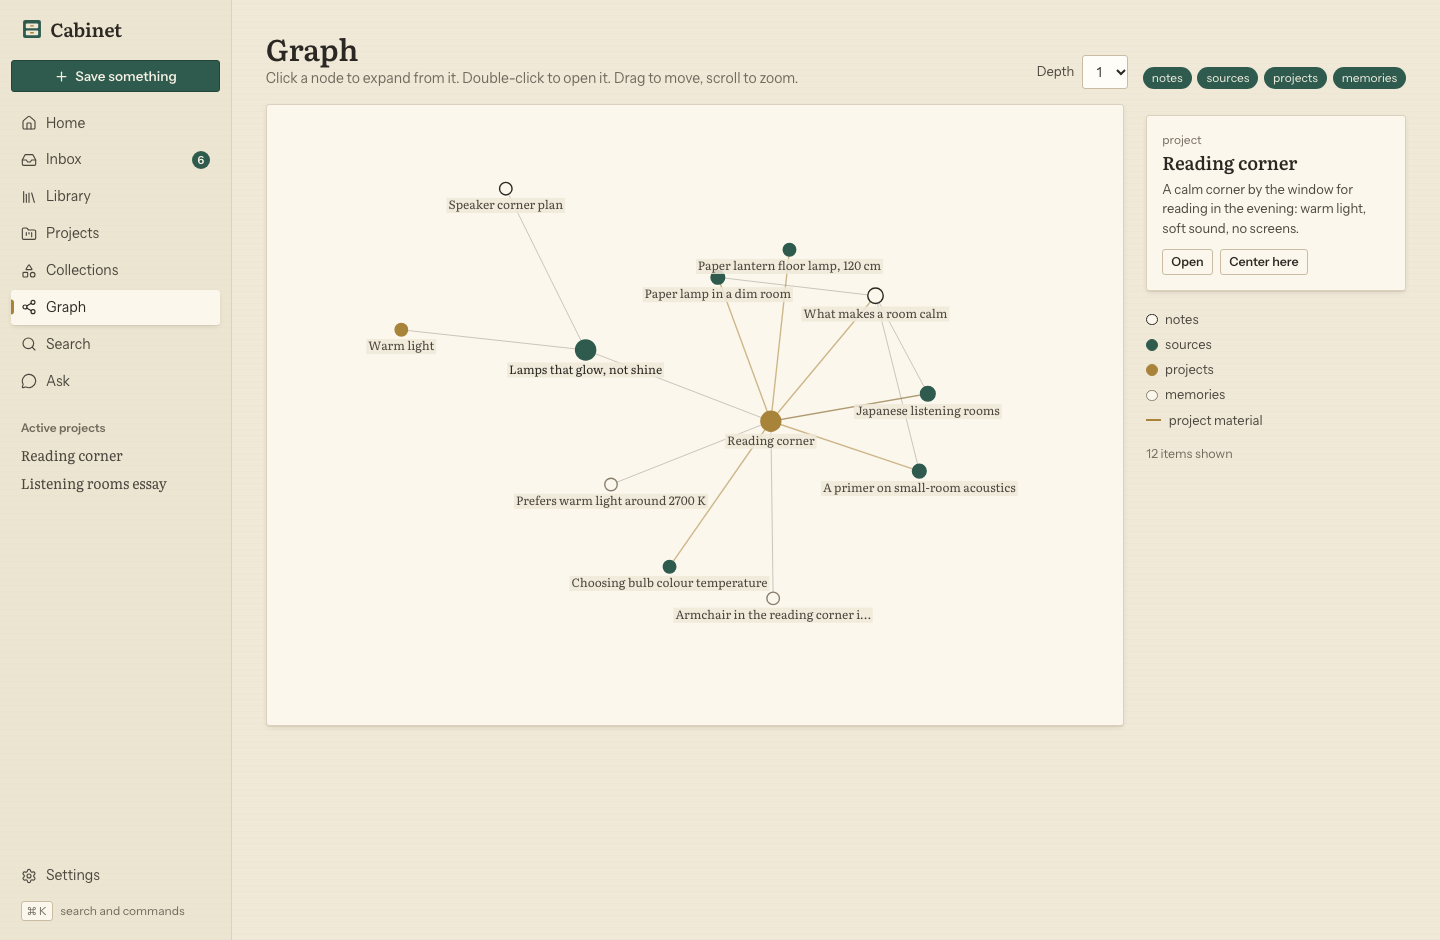 Cabinet
Save something
Home
Inbox
6
Library
Projects
Collections
Graph
Search
Ask
Active projects
Reading corner
Listening rooms essay
Settings
⌘ K search and commands
Graph
Click a node to expand from it. Double-click to open it. Drag to move, scroll to zoom.
Depth
1
notes
sources
projects
memories
Speaker corner plan
Paper lantern floor lamp, 120 cm
Paper lamp in a dim room
What makes a room calm
Warm light
Lamps that glow, not shine
Japanese listening rooms
Reading corner
A primer on small-room acoustics
Prefers warm light around 2700 K
Choosing bulb colour temperature
Armchair in the reading corner i...
project
Reading corner
A calm corner by the window for
reading in the evening: warm light,
soft sound, no screens.
Open
Center here
notes
sources
projects
memories
project material
12 items shown